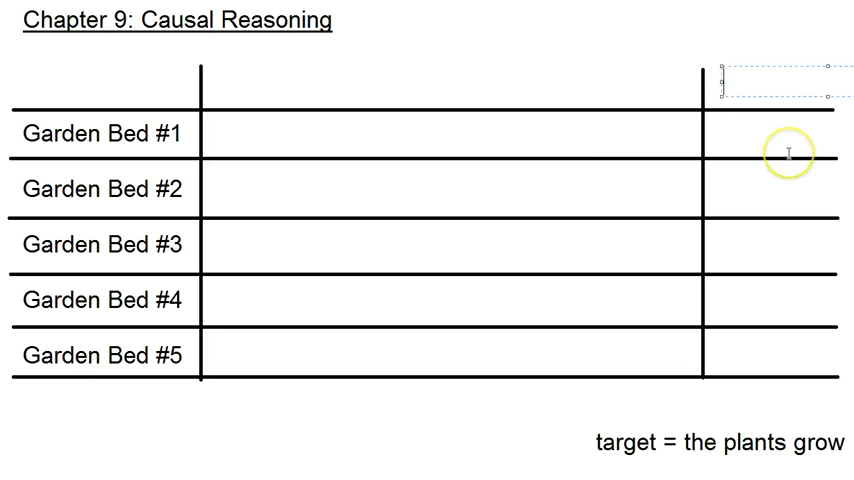 Chapter 9: Causal Reasoning
Garden Bed #1
Garden Bed #2
Garden Bed #3
Garden Bed #4
Garden Bed #5
target = the plants grow